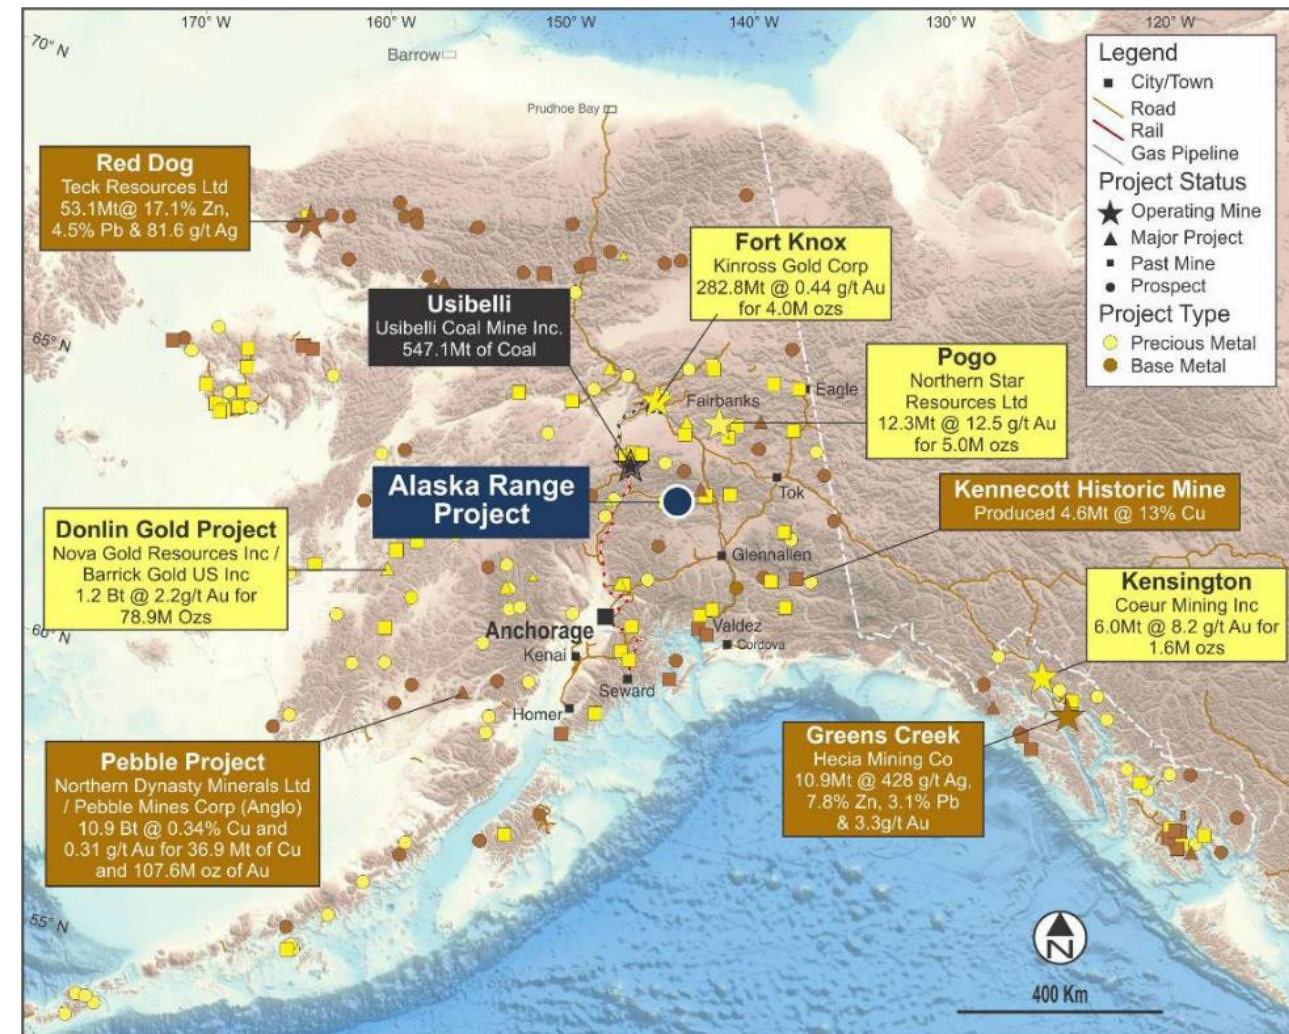 170° W
160° W
150° W
140° W
130° W
120° W
70° N
65° N
60° N
55° N
Barrow
Prudhoe Bay
Legend
City/Town
Road
Rail
Gas Pipeline
Project Status
Operating Mine
Major Project
Past Mine
Prospect
Project Type
Precious Metal
Base Metal
Red Dog
Teck Resources Ltd
53.1Mt@ 17.1% Zn,
4.5% Pb & 81.6 g/t Ag
Fort Knox
Kinross Gold Corp
282.8Mt @ 0.44 g/t Au
for 4.0M ozs
Usibelli
Usibelli Coal Mine Inc.
547.1Mt of Coal
Pogo
Northern Star
Resources Ltd
12.3Mt @ 12.5 g/t Au
for 5.0M ozs
Eagle
Fairbanks
Alaska Range
Project
Tok
Kennecott Historic Mine
Produced 4.6Mt @ 13% Cu
Donlin Gold Project
Nova Gold Resources Inc /
Barrick Gold US Inc
1.2 Bt @ 2.2g/t Au for
78.9M Ozs
Glennallen
Kensington
Coeur Mining Inc
6.0Mt @ 8.2 g/t Au for
1.6M ozs
Anchorage
Valdez
Cordova
Kenai
Seward
Homer
Greens Creek
Hecia Mining Co
10.9Mt @ 428 g/t Ag,
7.8% Zn, 3.1% Pb
& 3.3g/t Au
Pebble Project
Northern Dynasty Minerals Ltd
/ Pebble Mines Corp (Anglo)
10.9 Bt @ 0.34% Cu and
0.31 g/t Au for 36.9 Mt of Cu
and 107.6M oz of Au
N
400 Km